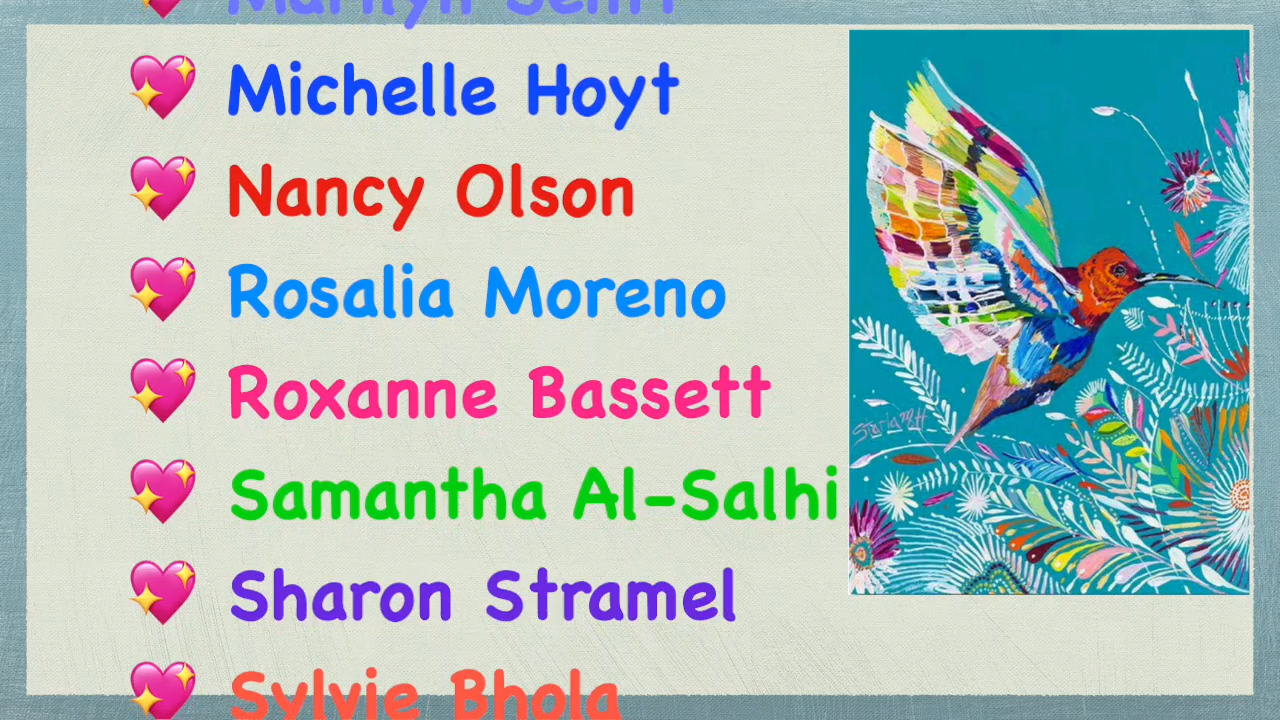 Michelle Hoyt
Nancy Olson
Rosalia Moreno
Roxanne Bassett
Samantha Al-Salhi
Sharon Stramel
Sylvie Bhola